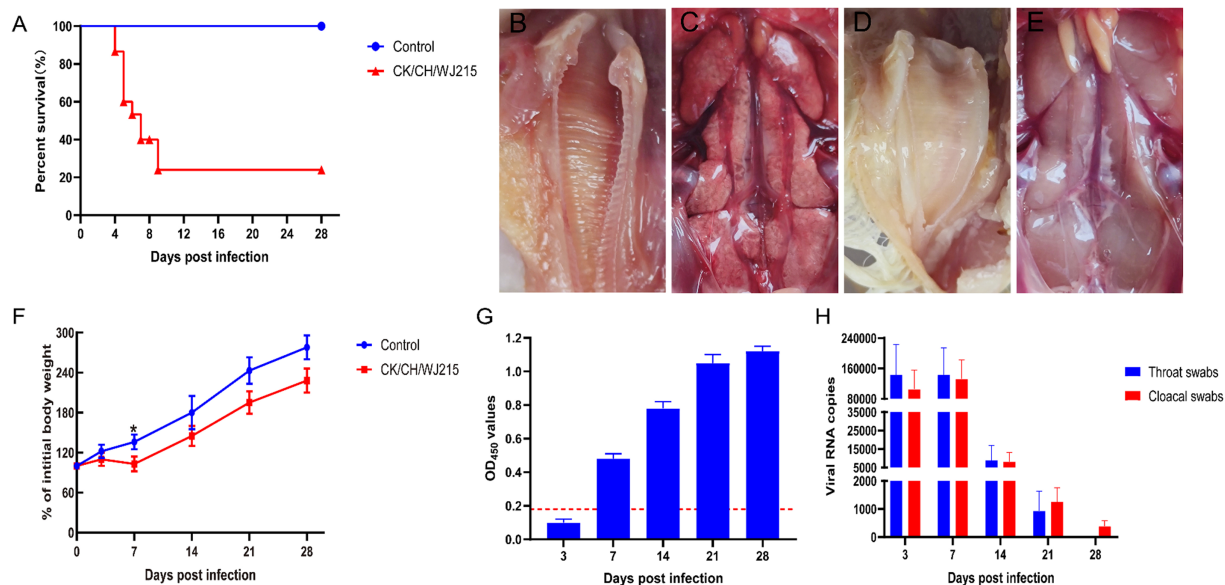 A
Percent survival(%)
100
80
60
40
20
0
0 4 8 12 16 20 24 28
Days post infection
Control
CK/CH/WJ215
B
C
D
E
F
% of intitial body weight
300
240
180
120
60
0
0 7 14 21 28
Days post infection
Control
CK/CH/WJ215
*
G
OD450 values
1.2
1.0
0.8
0.6
0.4
0.2
0.0
3 7 14 21 28
Days post infection
H
Viral RNA copies
240000
160000
80000
35000
25000
15000
5000
2000
1000
0
3 7 14 21 28
Days post infection
Throat swabs
Cloacal swabs